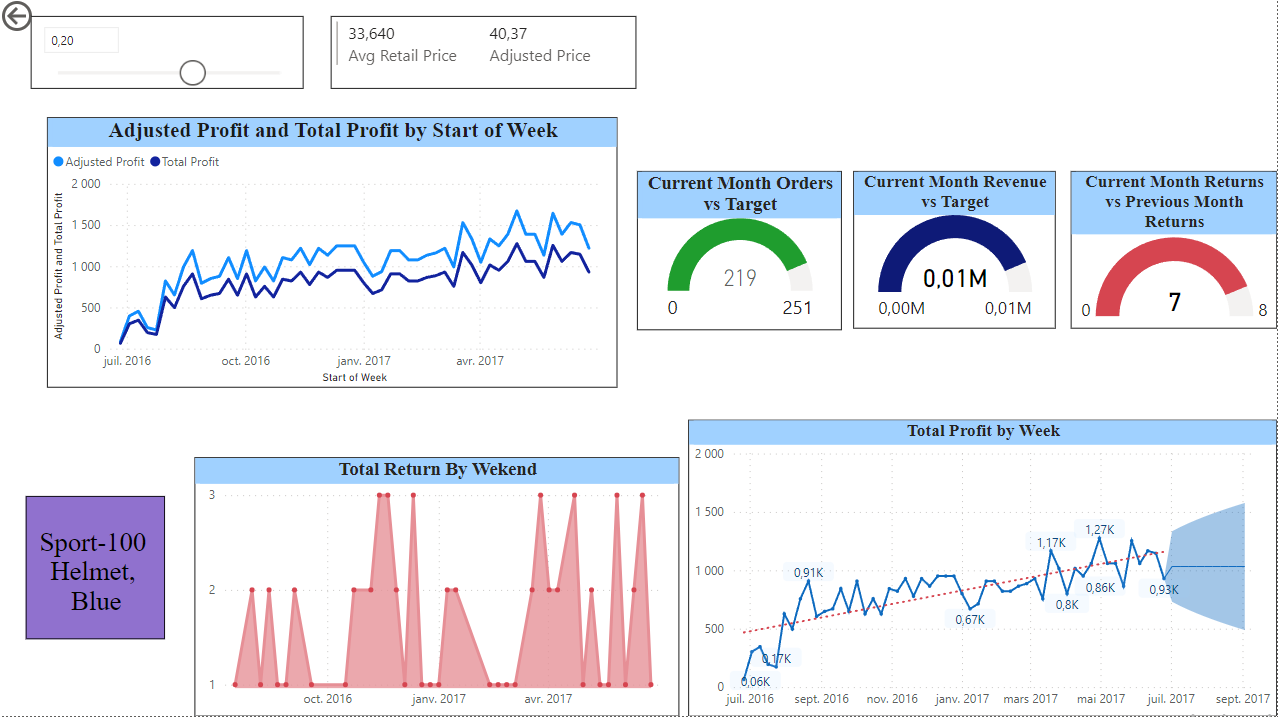 0,20
33,640
Avg Retail Price
40,37
Adjusted Price
Adjusted Profit and Total Profit by Start of Week
Adjusted Profit
Total Profit
Adjusted Profit and Total Profit
2 000
1 500
1 000
500
0
juil. 2016
oct. 2016
janv. 2017
avr. 2017
Start of Week
Current Month Orders
vs Target
219
0
251
Current Month Revenue
vs Target
0,01M
0,00M
0,01M
Current Month Returns
vs Previous Month
Returns
7
0
8
Sport-100
Helmet,
Blue
Total Return By Wekend
3
2
1
oct. 2016
janv. 2017
avr. 2017
Total Profit by Week
2 000
1 500
1 000
500
0
0,06K
0,17K
0,91K
0,67K
1,17K
0,8K
1,27K
0,86K
0,93K
juil. 2016
sept. 2016
nov. 2016
janv. 2017
mars 2017
mai 2017
juil. 2017
sept. 2017